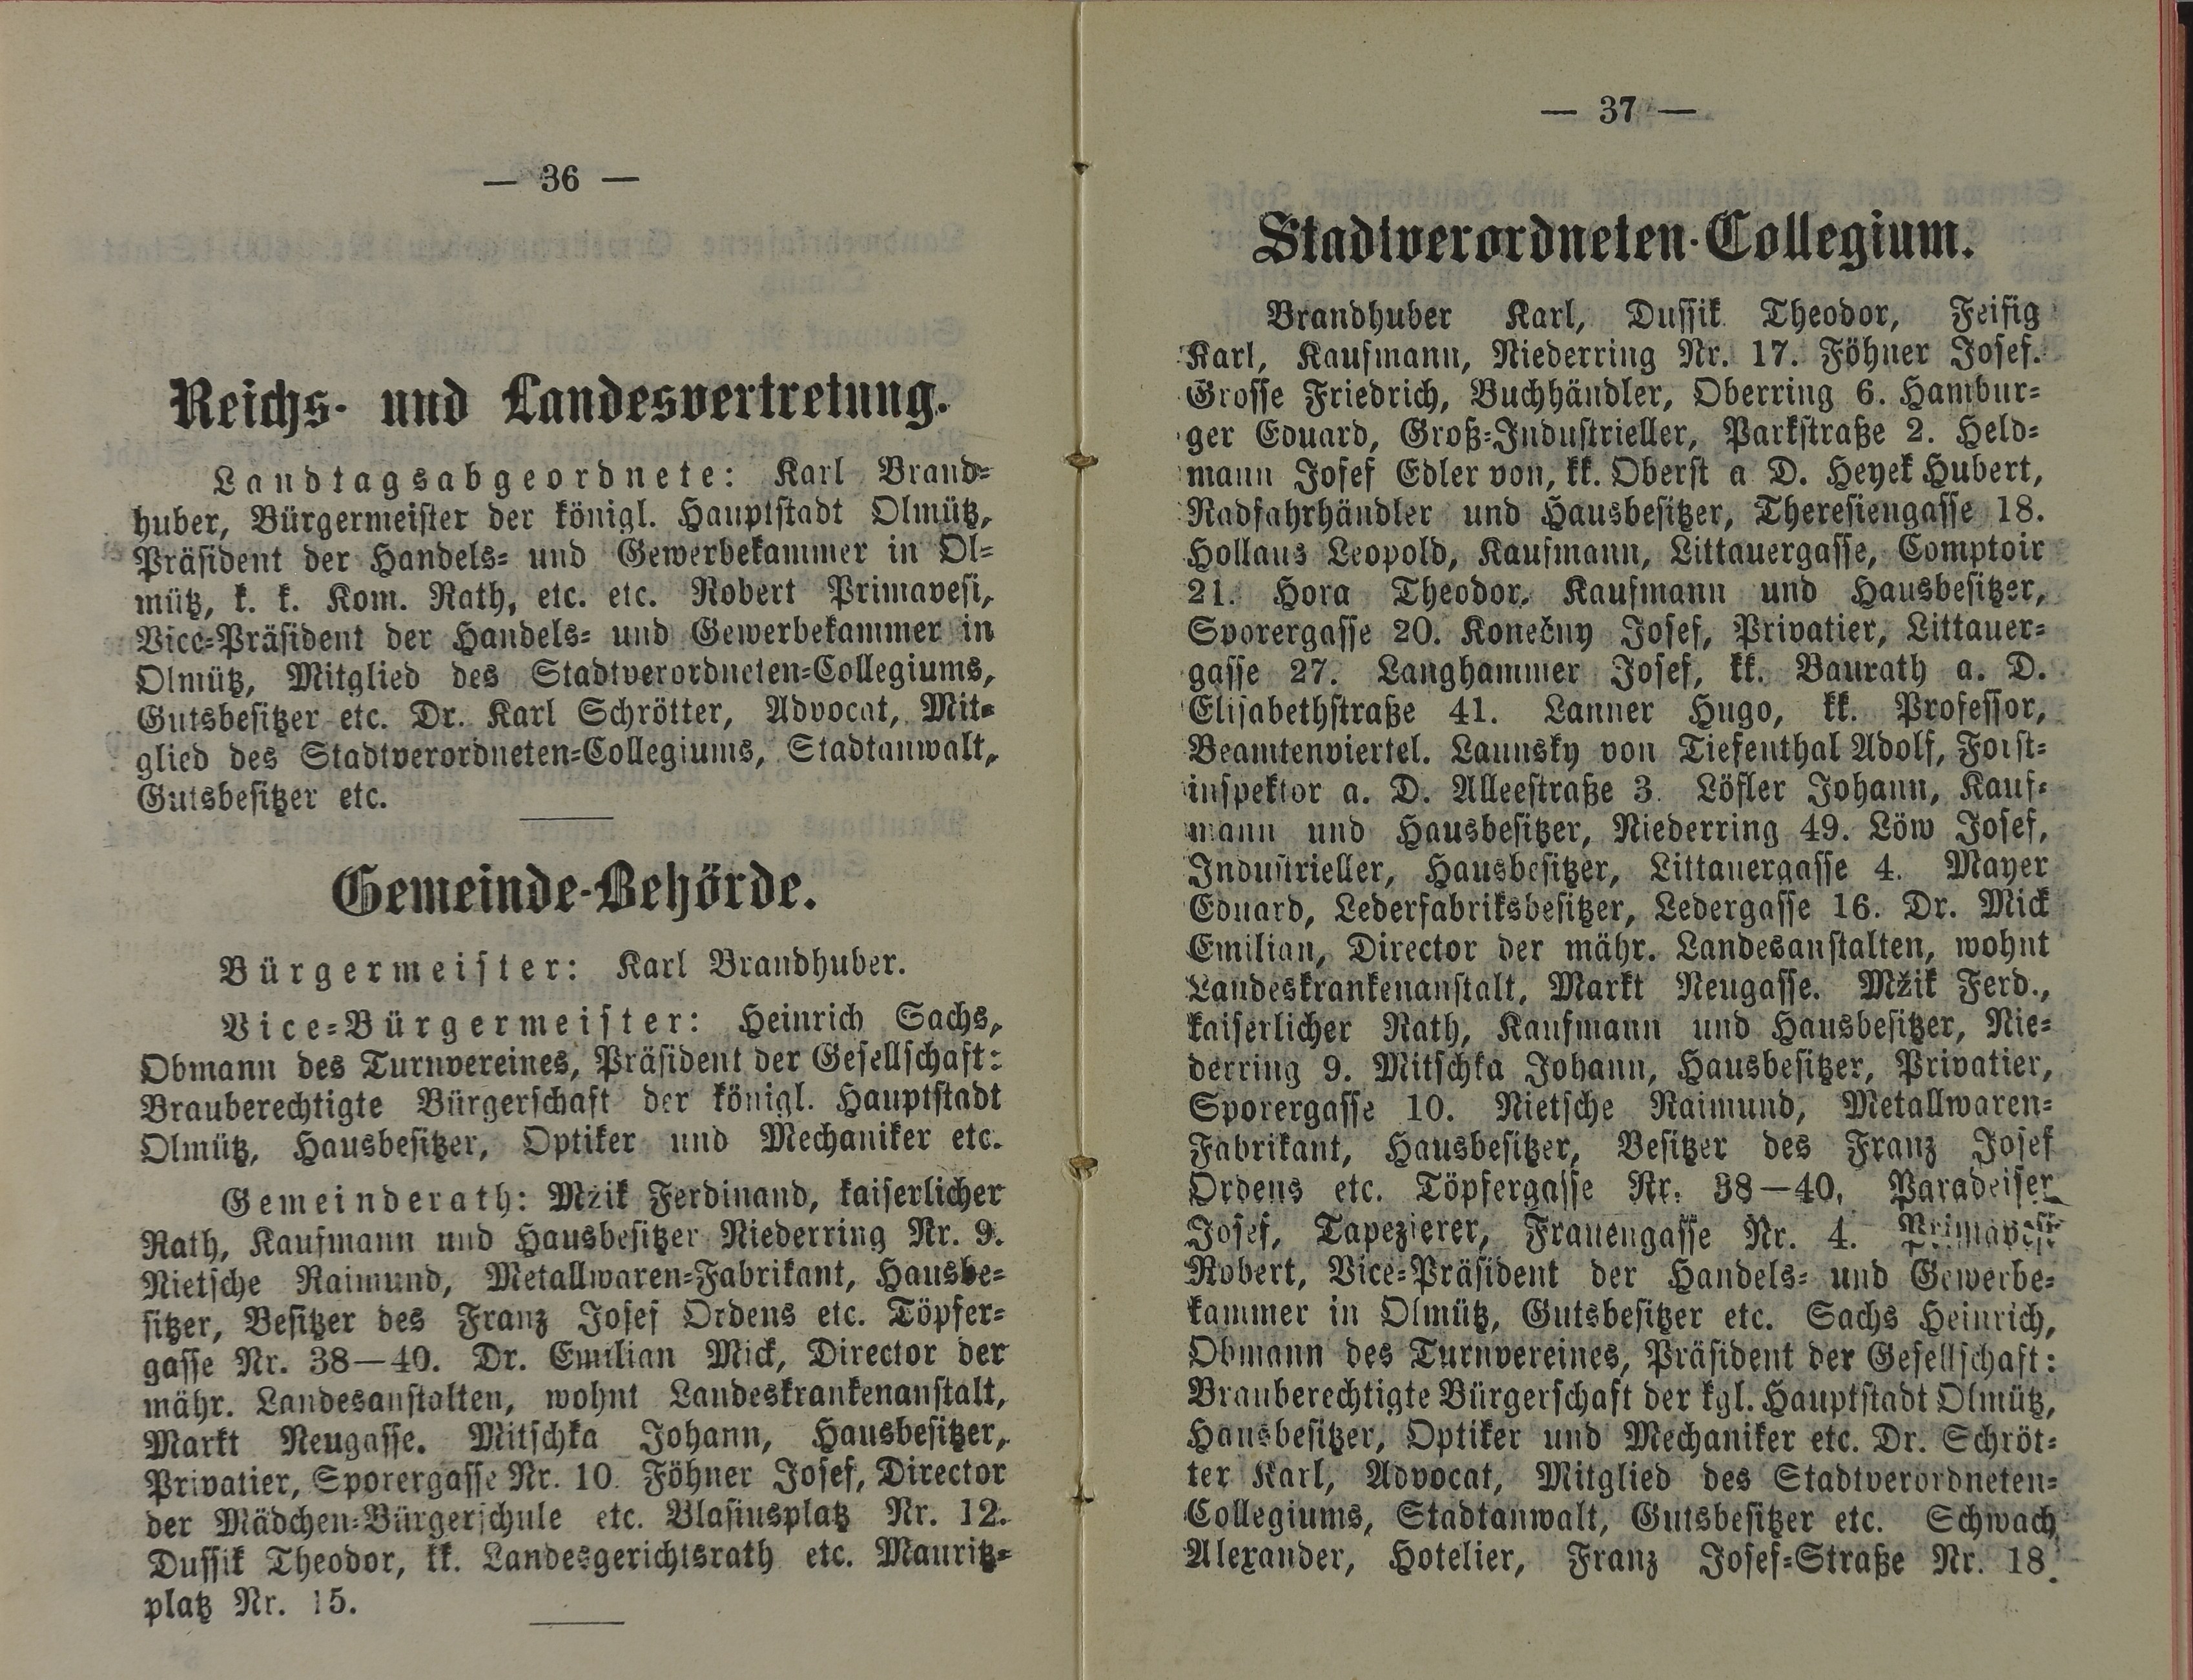 — 36 —
Reichs- und Landesvertretung.
Landtagsabgeordnete: Karl Brand-
huber, Bürgermeister der königl. Hauptstadt Olmütz,
Präsident der Handels- und Gewerbekammer in Ol-
mütz, k. k. Kom. Rath, etc. etc. Robert Primavesi,
Vice-Präsident der Handels- und Gewerbekammer in
Olmütz, Mitglied des Stadtverordneten-Collegiums,
Gutsbesitzer etc. Dr. Karl Schrötter, Advocat, Mit-
glied des Stadtverordneten-Collegiums, Stadtanwalt,
Gutsbesitzer etc.
Gemeinde-Behörde.
Bürgermeister: Karl Brandhuber.
Vice-Bürgermeister: Heinrich Sachs,
Obmann des Turnvereines, Präsident der Gesellschaft:
Brauberechtigte Bürgerschaft der königl. Hauptstadt
Olmütz, Hausbesitzer, Optiker und Mechaniker etc.
Gemeinderath: Mžik Ferdinand, kaiserlicher
Rath, Kaufmann und Hausbesitzer Niederring Nr. 9.
Nietsche Raimund, Metallwaren-Fabrikant, Hausbe-
sitzer, Besitzer des Franz Josef Ordens etc. Töpfer-
gasse Nr. 38—40. Dr. Emilian Mick, Director der
mähr. Landesanstalten, wohnt Landeskrankenanstalt,
Markt Neugasse. Mitschka Johann, Hausbesitzer,
Privatier, Sporergasse Nr. 10. Föhner Josef, Director
der Mädchen-Bürgerschule etc. Blasiusplatz Nr. 12.
Dussik Theodor, kk. Landesgerichtsrath etc. Mauritz-
platz Nr. 15.
— 37 —
Stadtverordneten-Collegium.
Brandhuber Karl, Dussik Theodor, Feisig
Karl, Kaufmann, Niederring Nr. 17. Föhner Josef.
Grosse Friedrich, Buchhändler, Oberring 6. Hambur-
ger Eduard, Groß-Industrieller, Parkstraße 2. Held-
mann Josef Edler von, kk. Oberst a D. Heyek Hubert,
Radfahrhändler und Hausbesitzer, Theresiengasse 18.
Hollaus Leopold, Kaufmann, Littauergasse, Comptoir
21. Hora Theodor, Kaufmann und Hausbesitzer,
Sporergasse 20. Konečny Josef, Privatier, Littauer-
gasse 27. Langhammer Josef, kk. Baurath a. D.
Elisabethstraße 41. Lanner Hugo, kk. Professor,
Beamtenviertel. Launsky von Tiefenthal Adolf, Forst-
inspektor a. D. Alleestraße 3. Löfler Johann, Kauf-
mann und Hausbesitzer, Niederring 49. Löw Josef,
Industrieller, Hausbesitzer, Littauergasse 4. Mayer
Eduard, Lederfabriksbesitzer, Ledergasse 16. Dr. Mick
Emilian, Director der mähr. Landesanstalten, wohnt
Landeskrankenanstalt, Markt Neugasse. Mžik Ferd.,
kaiserlicher Rath, Kaufmann und Hausbesitzer, Nie-
derring 9. Mitschka Johann, Hausbesitzer, Privatier,
Sporergasse 10. Nietsche Raimund, Metallwaren-
Fabrikant, Hausbesitzer, Besitzer des Franz Josef
Ordens etc. Töpfergasse Nr. 38—40. Paradeiser
Josef, Tapezierer, Frauengasse Nr. 4. Primavesi
Robert, Vice-Präsident der Handels- und Gewerbe-
kammer in Olmütz, Gutsbesitzer etc. Sachs Heinrich,
Obmann des Turnvereines, Präsident der Gesellschaft:
Brauberechtigte Bürgerschaft der kgl. Hauptstadt Olmütz,
Hausbesitzer, Optiker und Mechaniker etc. Dr. Schröt-
ter Karl, Advocat, Mitglied des Stadtverordneten-
Collegiums, Stadtanwalt, Gutsbesitzer etc. Schwach
Alexander, Hotelier, Franz Josef-Straße Nr. 18.